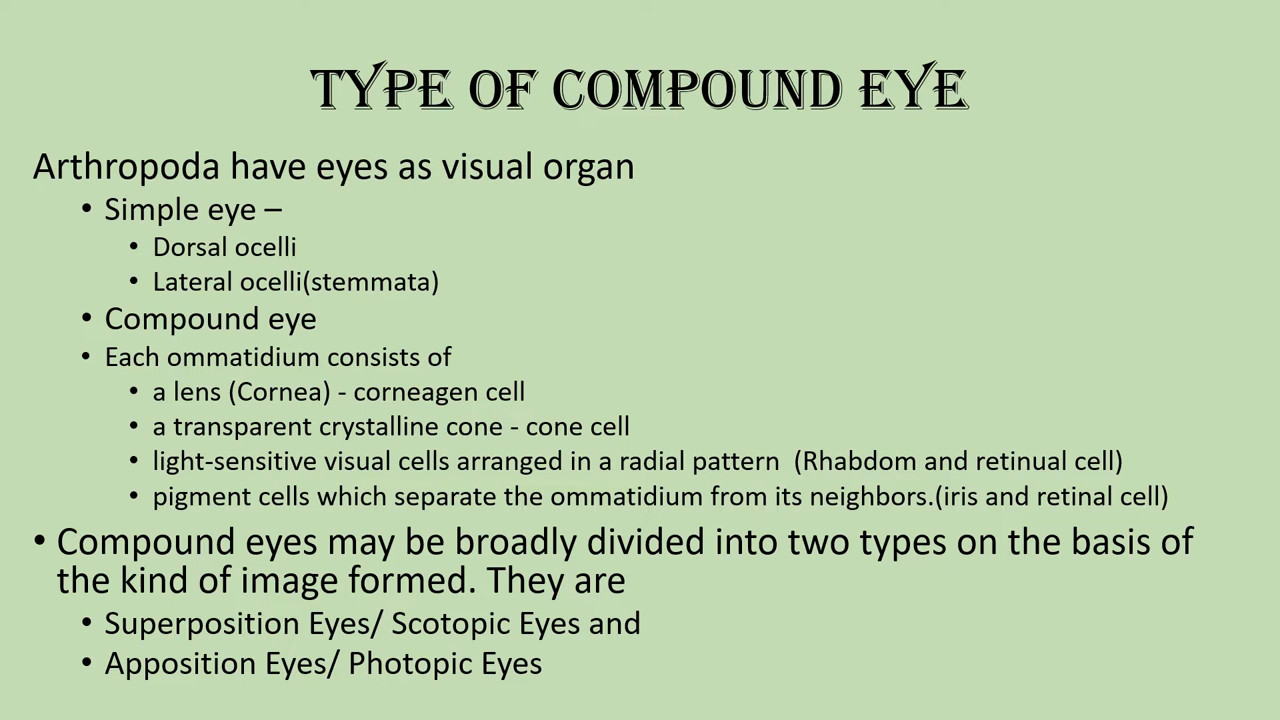 TYPE OF COMPOUND EYE
Arthropoda have eyes as visual organ
• Simple eye –
• Dorsal ocelli
• Lateral ocelli(stemmata)
• Compound eye
• Each ommatidium consists of
• a lens (Cornea) - corneagen cell
• a transparent crystalline cone - cone cell
• light-sensitive visual cells arranged in a radial pattern  (Rhabdom and retinual cell)
• pigment cells which separate the ommatidium from its neighbors.(iris and retinal cell)
• Compound eyes may be broadly divided into two types on the basis of
the kind of image formed. They are
• Superposition Eyes/ Scotopic Eyes and
• Apposition Eyes/ Photopic Eyes